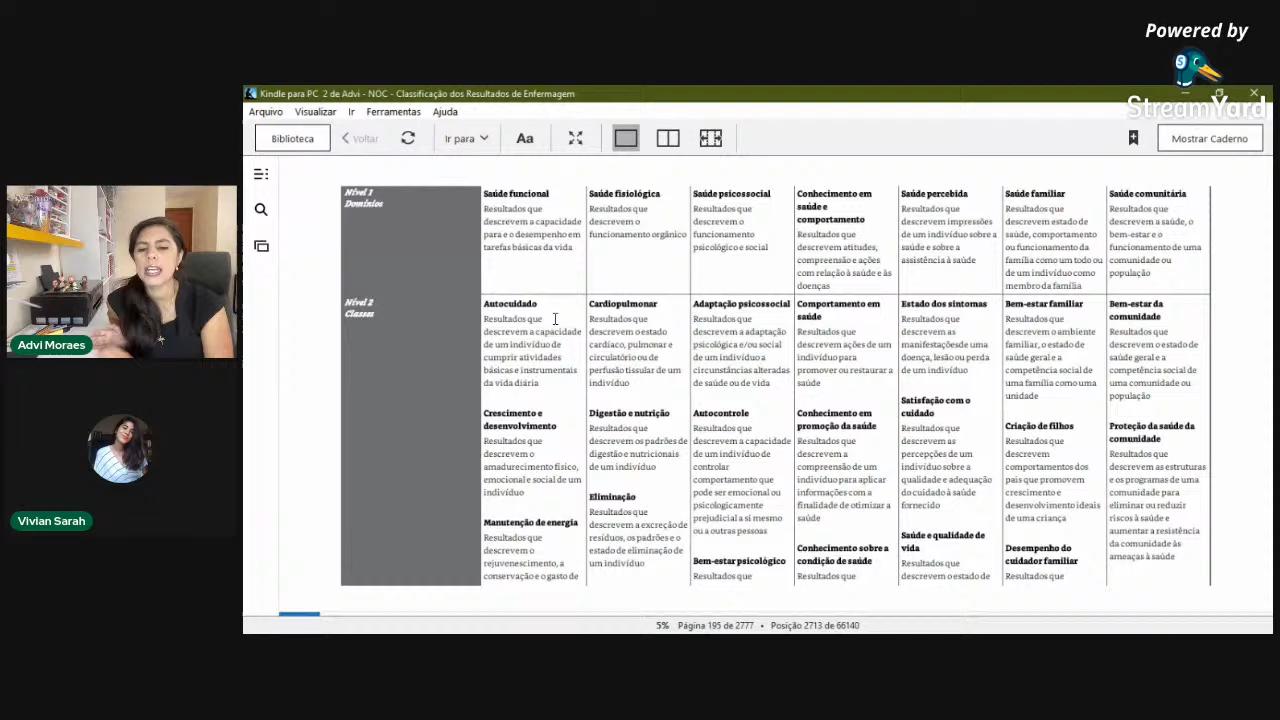 Powered by
StreamYard
Kindle para PC 2 de Advi - NOC - Classificação dos Resultados de Enfermagem
Arquivo Visualizar Ir Ferramentas Ajuda
Biblioteca Voltar Ir para Aa Mostrar Caderno
Nível 1
Domínios
Saúde funcional
Resultados que
descrevem a capacidade
para e o desempenho em
tarefas básicas da vida
Saúde fisiológica
Resultados que
descrevem o
funcionamento orgânico
Saúde psicossocial
Resultados que
descrevem o
funcionamento
psicológico e social
Conhecimento em
saúde e
comportamento
Resultados que
descrevem atitudes,
compreensão e ações
com relação à saúde e às
doenças
Saúde percebida
Resultados que
descrevem impressões
de um indivíduo sobre a
saúde e sobre a
assistência à saúde
Saúde familiar
Resultados que
descrevem estado de
saúde, comportamento
ou funcionamento da
família como um todo ou
de um indivíduo como
membro da família
Saúde comunitária
Resultados que
descrevem a saúde, o
bem-estar e o
funcionamento de uma
comunidade ou
população
Nível 2
Classes
Autocuidado
Resultados que
descrevem a capacidade
de um indivíduo de
cumprir atividades
básicas e instrumentais
da vida diária
Crescimento e
desenvolvimento
Resultados que
descrevem o
amadurecimento físico,
emocional e social de um
indivíduo
Manutenção de energia
Resultados que
descrevem o
rejuvenescimento, a
conservação e o gasto de
Cardiopulmonar
Resultados que
descrevem o estado
cardíaco, pulmonar e
circulatório ou de
perfusão tissular de um
indivíduo
Digestão e nutrição
Resultados que
descrevem os padrões de
digestão e nutricionais
de um indivíduo
Eliminação
Resultados que
descrevem a excreção de
resíduos, os padrões e o
estado de eliminação de
um indivíduo
Adaptação psicossocial
Resultados que
descrevem a adaptação
psicológica e/ou social
de um indivíduo a
circunstâncias alteradas
de saúde ou de vida
Autocontrole
Resultados que
descrevem a capacidade
de um indivíduo de
controlar
comportamento que
pode ser emocional ou
psicologicamente
prejudicial a si mesmo
ou a outras pessoas
Bem-estar psicológico
Resultados que
Comportamento em
saúde
Resultados que
descrevem ações de um
indivíduo para
promover ou restaurar a
saúde
Conhecimento em
promoção da saúde
Resultados que
descrevem a
compreensão de um
indivíduo para aplicar
informações com a
finalidade de otimizar a
saúde
Conhecimento sobre a
condição de saúde
Resultados que
Estado dos sintomas
Resultados que
descrevem as
manifestaçõesde uma
doença, lesão ou perda
de um indivíduo
Satisfação com o
cuidado
Resultados que
descrevem as
percepções de um
indivíduo sobre a
qualidade e adequação
do cuidado à saúde
fornecido
Saúde e qualidade de
vida
Resultados que
descrevem o estado de
Bem-estar familiar
Resultados que
descrevem o ambiente
familiar, o estado de
saúde geral e a
competência social de
uma família como uma
unidade
Criação de filhos
Resultados que
descrevem
comportamentos dos
pais que promovem
crescimento e
desenvolvimento ideais
de uma criança
Desempenho do
cuidador familiar
Resultados que
Bem-estar da
comunidade
Resultados que
descrevem o estado de
saúde geral e a
competência social de
uma comunidade ou
população
Proteção da saúde da
comunidade
Resultados que
descrevem as estruturas
e os programas de uma
comunidade para
eliminar ou reduzir
riscos à saúde e
aumentar a resistência
da comunidade às
ameaças à saúde
5% Página 195 de 2777 • Posição 2713 de 66140
Advi Moraes
Vivian Sarah